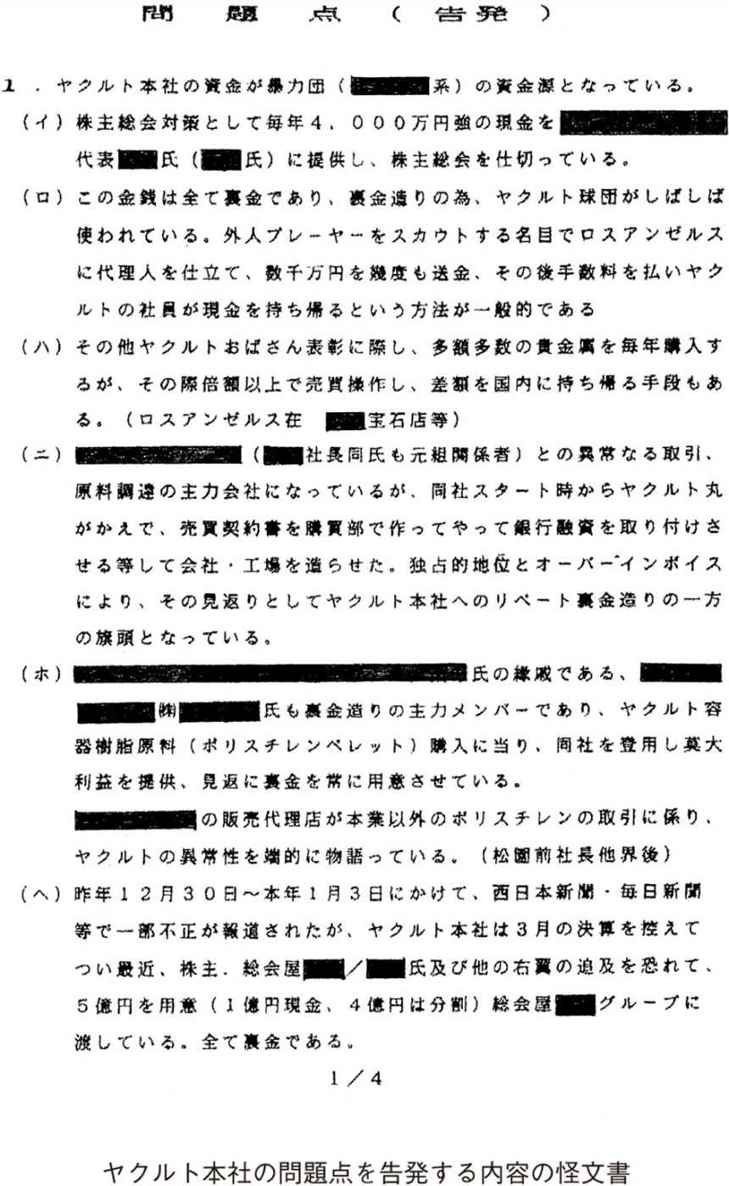 問題点(告発)
1.ヤクルト本社の資金が暴力団(系)の資金源となっている。
(イ)株主総会対策として毎年4,000万円強の現金を
代表氏(氏)に提供し、株主総会を仕切っている。
(ロ)この金銭は全て裏金であり、裏金造りの為、ヤクルト球団がしばしば
使われている。外人プレーヤーをスカウトする名目でロスアンゼルス
に代理人を仕立て、数千万円を幾度も送金、その後手数料を払いヤク
ルトの社員が現金を持ち帰るという方法が一般的である
(ハ)その他ヤクルトおばさん表彰に際し、多額多数の貴金属を毎年購入す
るが、その際倍額以上で売買操作し、差額を国内に持ち帰る手段もあ
る。(ロスアンゼルス在 宝石店等)
(ニ)(社長同氏も元組関係者)との異常なる取引、
原料調達の主力会社になっているが、同社スタート時からヤクルト丸
がかえで、売買契約書を購買部で作ってやって銀行融資を取り付けさ
せる等して会社・工場を造らせた。独占的地位とオーバーインボイス
により、その見返りとしてヤクルト本社へのリベート裏金造りの一方
の旗頭となっている。
(ホ)氏の縁戚である、
㈱氏も裏金造りの主力メンバーであり、ヤクルト容
器樹脂原料(ポリスチレンペレット)購入に当り、同社を登用し莫大
利益を提供、見返に裏金を常に用意させている。
の販売代理店が本業以外のポリスチレンの取引に係り、
ヤクルトの異常性を端的に物語っている。(松園前社長他界後)
(ヘ)昨年12月30日~本年1月3日にかけて、西日本新聞・毎日新聞
等で一部不正が報道されたが、ヤクルト本社は3月の決算を控えて
つい最近、株主.総会屋/氏及び他の右翼の追及を恐れて、
5億円を用意(1億円現金、4億円は分割)総会屋グループに
渡している。全て裏金である。
1/4
ヤクルト本社の問題点を告発する内容の怪文書